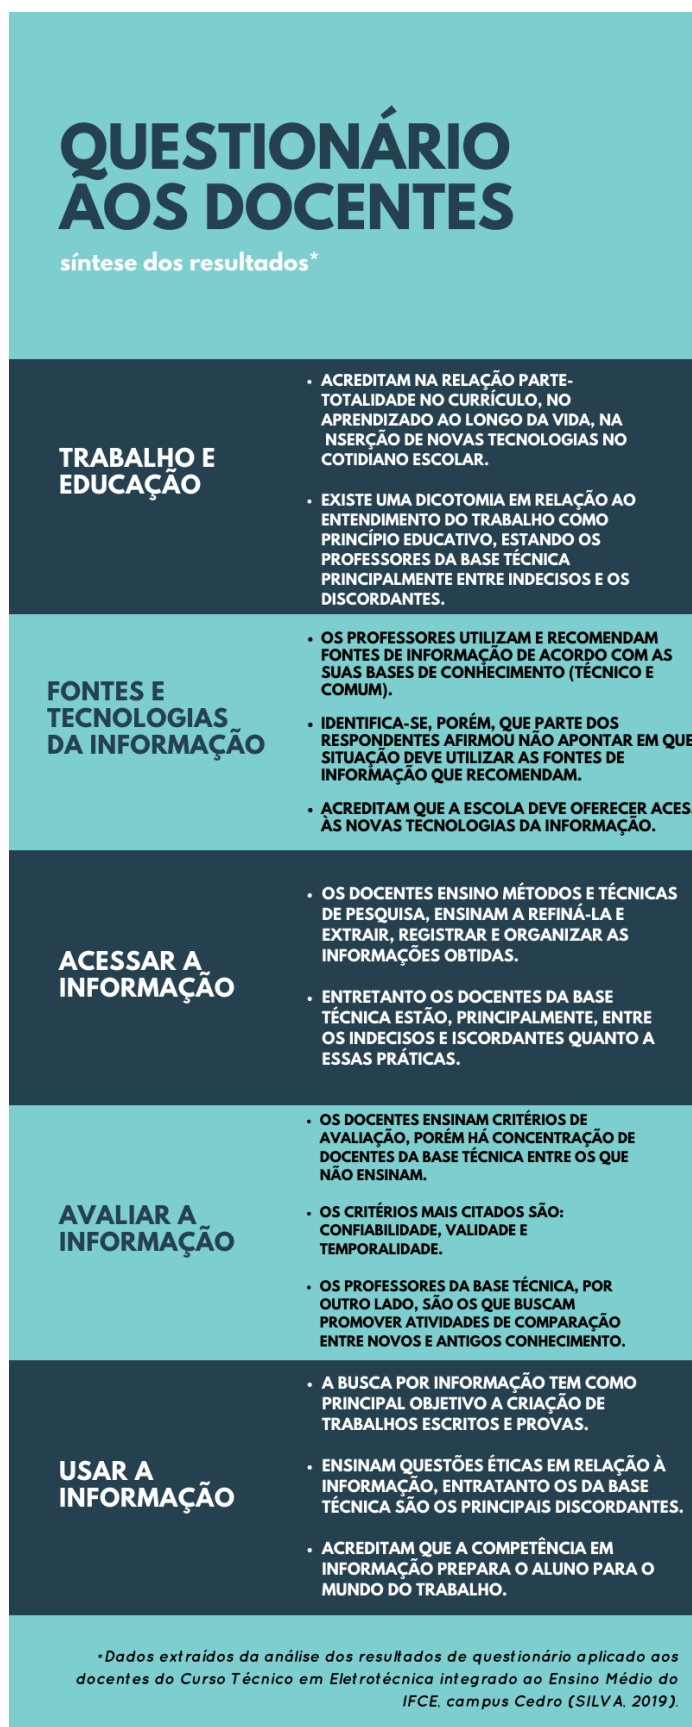 QUESTIONÁRIO
AOS DOCENTES
síntese dos resultados*
TRABALHO E
EDUCAÇÃO
• ACREDITAM NA RELAÇÃO PARTE-
TOTALIDADE NO CURRÍCULO, NO
APRENDIZADO AO LONGO DA VIDA, NA
NSERÇÃO DE NOVAS TECNOLOGIAS NO
COTIDIANO ESCOLAR.
• EXISTE UMA DICOTOMIA EM RELAÇÃO AO
ENTENDIMENTO DO TRABALHO COMO
PRINCÍPIO EDUCATIVO, ESTANDO OS
PROFESSORES DA BASE TÉCNICA
PRINCIPALMENTE ENTRE INDECISOS E OS
DISCORDANTES.
FONTES E
TECNOLOGIAS
DA INFORMAÇÃO
• OS PROFESSORES UTILIZAM E RECOMENDAM
FONTES DE INFORMAÇÃO DE ACORDO COM AS
SUAS BASES DE CONHECIMENTO (TÉCNICO E
COMUM).
• IDENTIFICA-SE, PORÉM, QUE PARTE DOS
RESPONDENTES AFIRMOU NÃO APONTAR EM QUE
SITUAÇÃO DEVE UTILIZAR AS FONTES DE
INFORMAÇÃO QUE RECOMENDAM.
• ACREDITAM QUE A ESCOLA DEVE OFERECER ACES
ÀS NOVAS TECNOLOGIAS DA INFORMAÇÃO.
ACESSAR A
INFORMAÇÃO
• OS DOCENTES ENSINO MÉTODOS E TÉCNICAS
DE PESQUISA, ENSINAM A REFINÁ-LA E
EXTRAIR, REGISTRAR E ORGANIZAR AS
INFORMAÇÕES OBTIDAS.
• ENTRETANTO OS DOCENTES DA BASE
TÉCNICA ESTÃO, PRINCIPALMENTE, ENTRE
OS INDECISOS E ISCORDANTES QUANTO A
ESSAS PRÁTICAS.
AVALIAR A
INFORMAÇÃO
• OS DOCENTES ENSINAM CRITÉRIOS DE
AVALIAÇÃO, PORÉM HÁ CONCENTRAÇÃO DE
DOCENTES DA BASE TÉCNICA ENTRE OS QUE
NÃO ENSINAM.
• OS CRITÉRIOS MAIS CITADOS SÃO:
CONFIABILIDADE, VALIDADE E
TEMPORALIDADE.
• OS PROFESSORES DA BASE TÉCNICA, POR
OUTRO LADO, SÃO OS QUE BUSCAM
PROMOVER ATIVIDADES DE COMPARAÇÃO
ENTRE NOVOS E ANTIGOS CONHECIMENTO.
USAR A
INFORMAÇÃO
• A BUSCA POR INFORMAÇÃO TEM COMO
PRINCIPAL OBJETIVO A CRIAÇÃO DE
TRABALHOS ESCRITOS E PROVAS.
• ENSINAM QUESTÕES ÉTICAS EM RELAÇÃO À
INFORMAÇÃO, ENTRATANTO OS DA BASE
TÉCNICA SÃO OS PRINCIPAIS DISCORDANTES.
• ACREDITAM QUE A COMPETÊNCIA EM
INFORMAÇÃO PREPARA O ALUNO PARA O
MUNDO DO TRABALHO.
*Dados extraídos da análise dos resultados de questionário aplicado aos
docentes do Curso Técnico em Eletrotécnica integrado ao Ensino Médio do
IFCE, campus Cedro (SILVA, 2019).